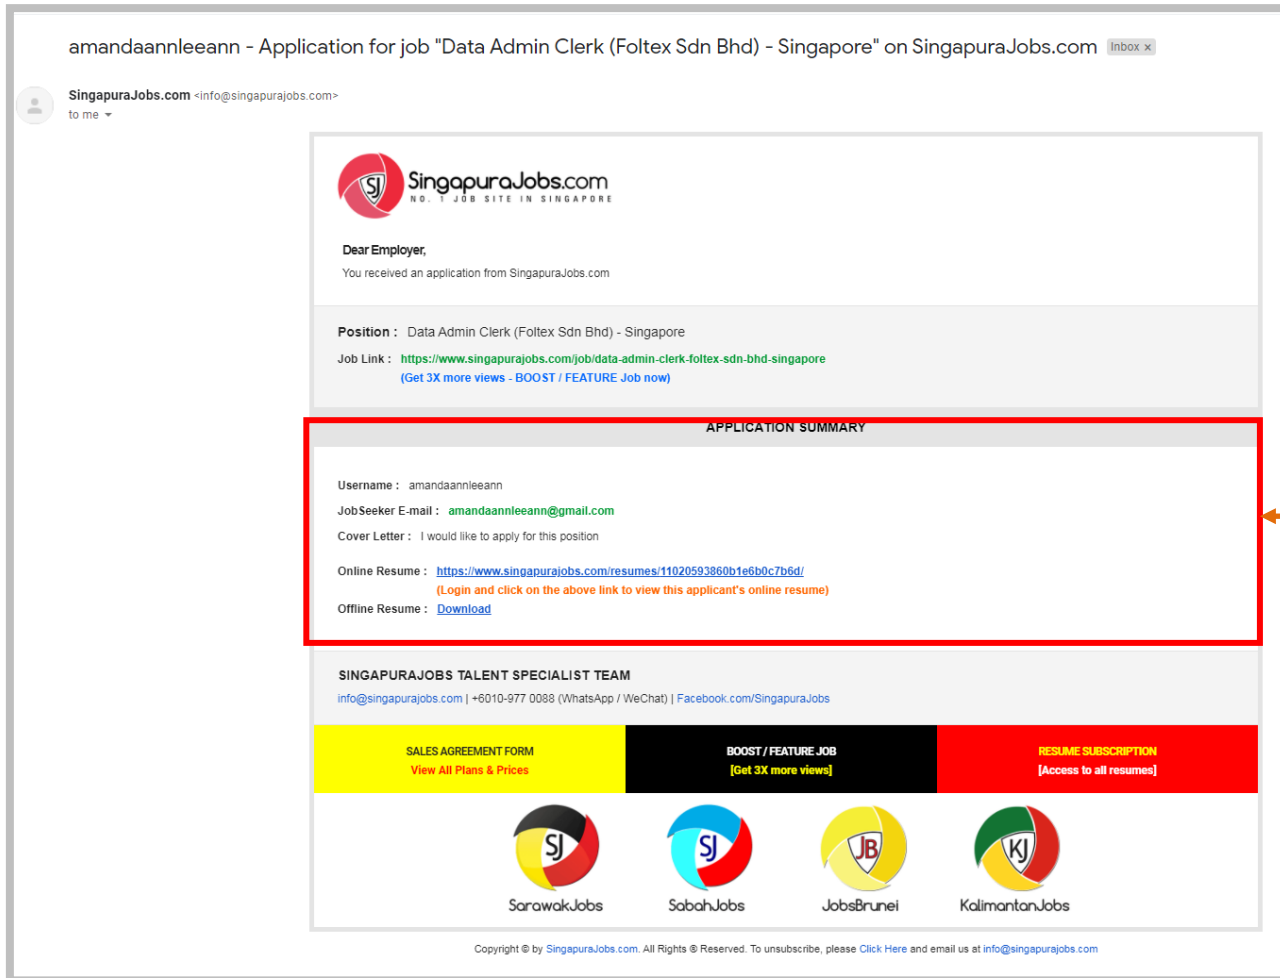 amandaannleeann - Application for job "Data Admin Clerk (Foltex Sdn Bhd) - Singapore" on SingapuraJobs.com Inbox x
SingapuraJobs.com <info@singapurajobs.com>
to me
SJ SingapuraJobs.com
NO. 1 JOB SITE IN SINGAPORE
Dear Employer,
You received an application from SingapuraJobs.com
Position : Data Admin Clerk (Foltex Sdn Bhd) - Singapore
Job Link : https://www.singapurajobs.com/job/data-admin-clerk-foltex-sdn-bhd-singapore
(Get 3X more views - BOOST / FEATURE Job now)
APPLICATION SUMMARY
Username : amandaannleeann
JobSeeker E-mail : amandaannleeann@gmail.com
Cover Letter : I would like to apply for this position
Online Resume : https://www.singapurajobs.com/resumes/11020593860b1e6b0c7b6d/
(Login and click on the above link to view this applicant's online resume)
Offline Resume : Download
SINGAPURAJOBS TALENT SPECIALIST TEAM
info@singapurajobs.com | +6010-977 0088 (WhatsApp / WeChat) | Facebook.com/SingapuraJobs
SALES AGREEMENT FORM BOOST / FEATURE JOB RESUME SUBSCRIPTION
View All Plans & Prices [Get 3X more views] [Access to all resumes]
SJ SJ JB KJ
SarawakJobs SabahJobs JobsBrunei KalimantanJobs
Copyright © by SingapuraJobs.com. All Rights ® Reserved. To unsubscribe, please Click Here and email us at info@singapurajobs.com